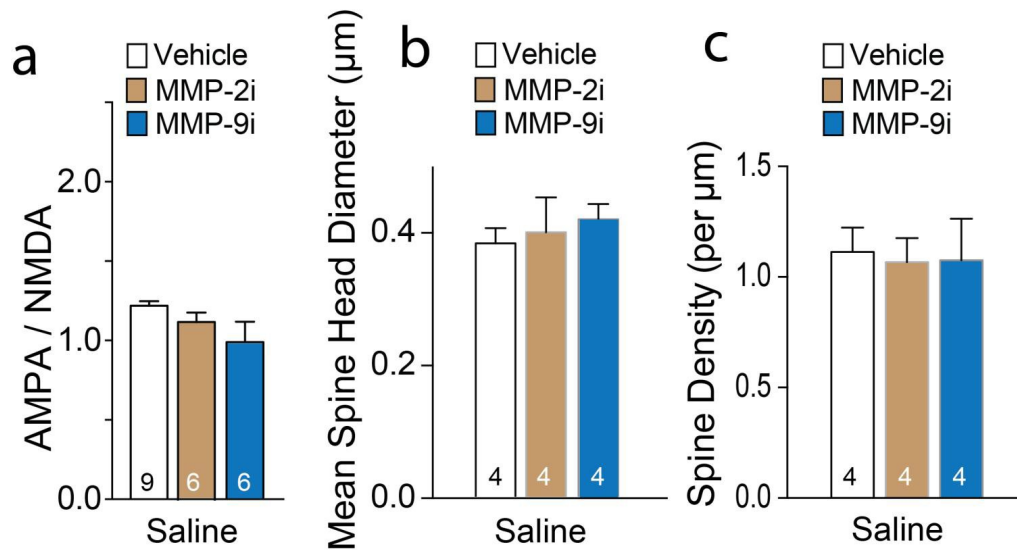 a
Vehicle
MMP-2i
MMP-9i
AMPA / NMDA
2.0
1.0
0.0
9
6
6
Saline
b
Vehicle
MMP-2i
MMP-9i
Mean Spine Head Diameter (µm)
0.4
0.2
0.0
4
4
4
Saline
c
Vehicle
MMP-2i
MMP-9i
Spine Density (per µm)
1.5
1.0
0.5
0.0
4
4
4
Saline